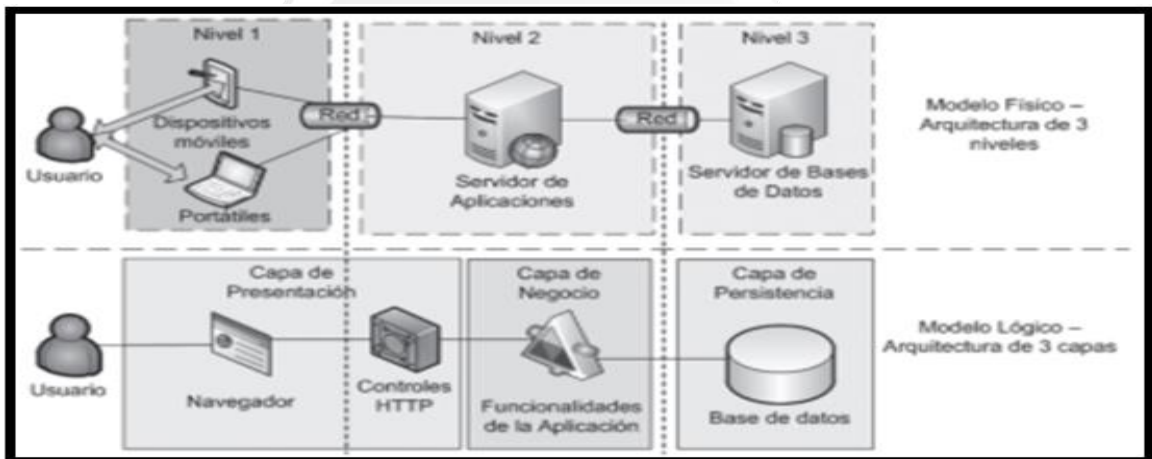 Nivel 1
Nivel 2
Nivel 3
Usuario
Dispositivos
móviles
Portátiles
Red
Servidor de
Aplicaciones
Red
Servidor de Bases
de Datos
Modelo Físico –
Arquitectura de 3
niveles
Capa de
Presentación
Capa de
Negocio
Capa de
Persistencia
Usuario
Navegador
Controles
HTTP
Funcionalidades
de la Aplicación
Base de datos
Modelo Lógico –
Arquitectura de 3 capas